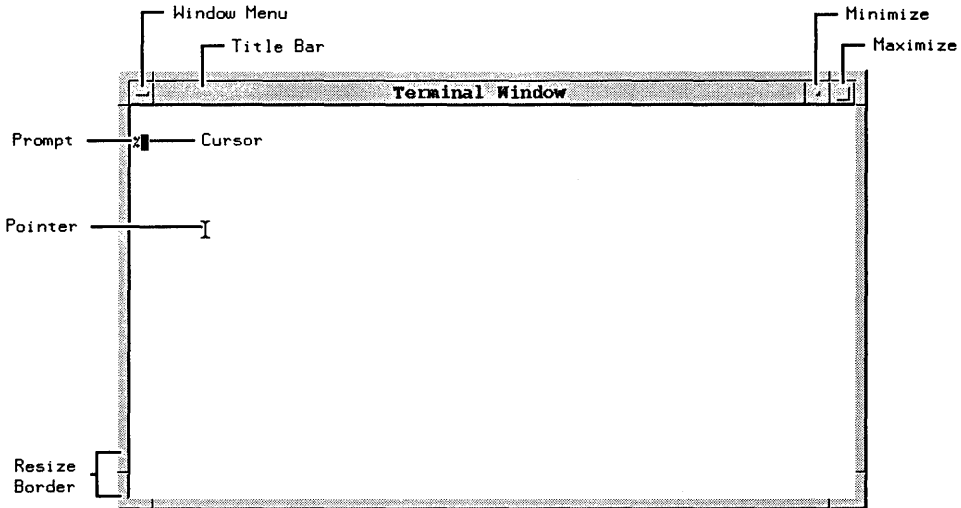 Window Menu
Minimize
Title Bar
Maximize
Terminal Window
Prompt
%
Cursor
Pointer
Resize
Border